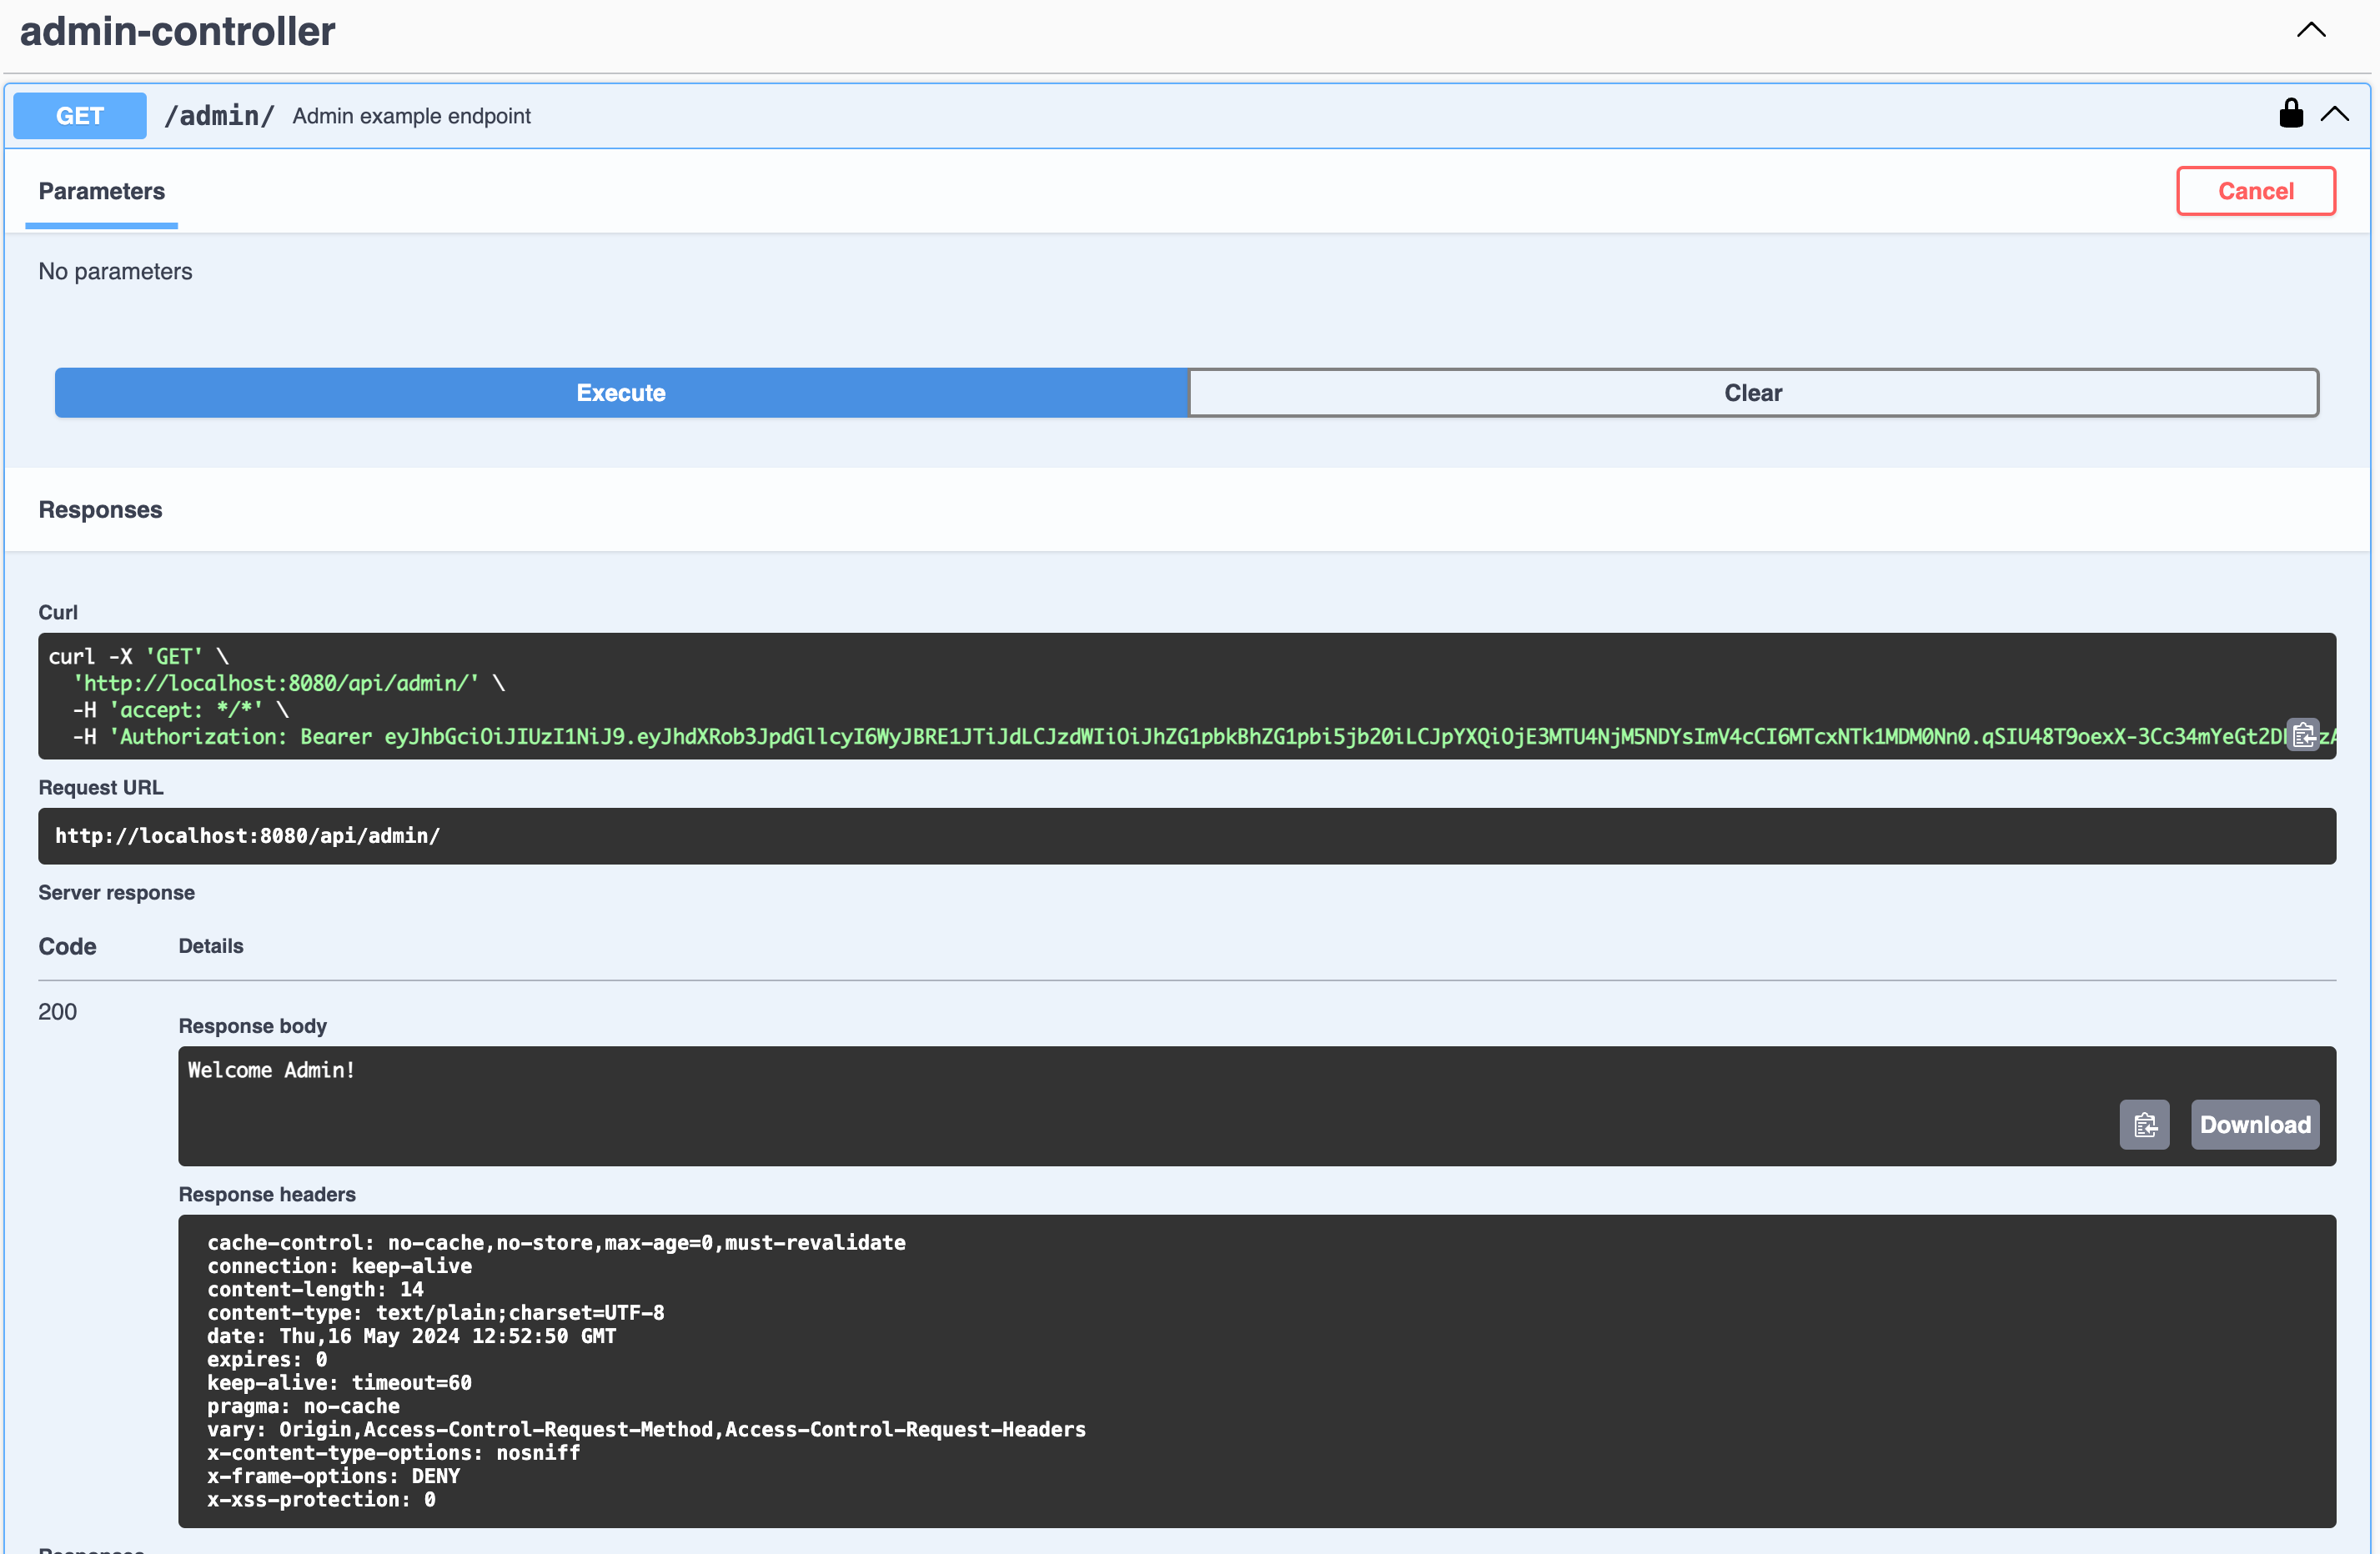 admin-controller
GET /admin/ Admin example endpoint
Parameters
Cancel
No parameters
Execute
Clear
Responses
Curl
curl -X 'GET' \
'http://localhost:8080/api/admin/' \
-H 'accept: */*' \
-H 'Authorization: Bearer eyJhbGciOiJIUzI1NiJ9.eyJhdXRob3JpdGllcyI6WyJBRE1JTiJdLCJzdWIiOiJhZG1pbkBhZG1pbi5jb20iLCJpYXQiOjE3MTU4NjM5NDYsImV4cCI6MTcxNTk1MDM0Nn0.qSIU48T9oexX-3Cc34mYeGt2D
Request URL
http://localhost:8080/api/admin/
Server response
Code Details
200
Response body
Welcome Admin!
Download
Response headers
cache-control: no-cache,no-store,max-age=0,must-revalidate
connection: keep-alive
content-length: 14
content-type: text/plain;charset=UTF-8
date: Thu,16 May 2024 12:52:50 GMT
expires: 0
keep-alive: timeout=60
pragma: no-cache
vary: Origin,Access-Control-Request-Method,Access-Control-Request-Headers
x-content-type-options: nosniff
x-frame-options: DENY
x-xss-protection: 0
Responses